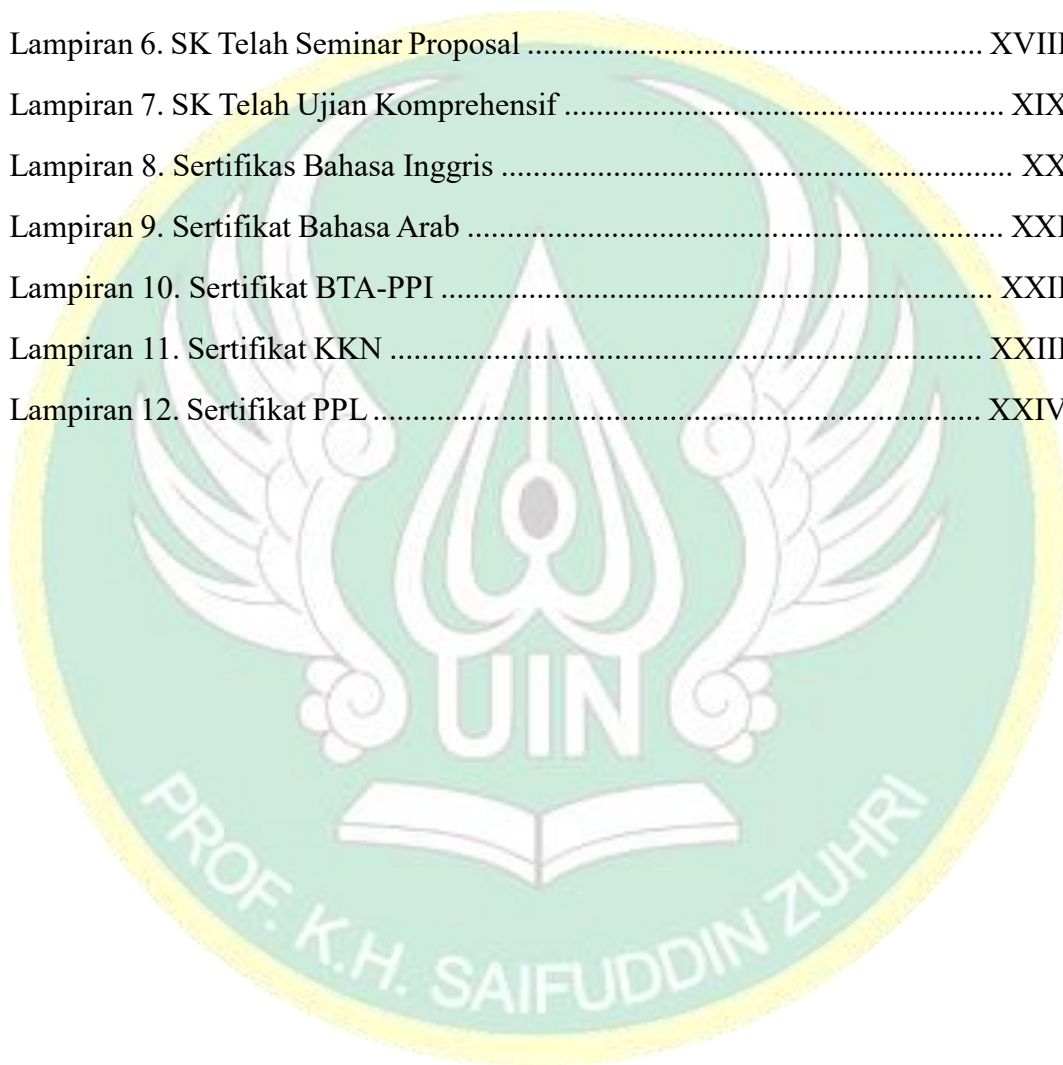 Lampiran 6. SK Telah Seminar Proposal ......................................................... XVIII
Lampiran 7. SK Telah Ujian Komprehensif ....................................................... XIX
Lampiran 8. Sertifikas Bahasa Inggris ................................................................ XX
Lampiran 9. Sertifikat Bahasa Arab ................................................................... XXI
Lampiran 10. Sertifikat BTA-PPI ..................................................................... XXII
Lampiran 11. Sertifikat KKN .......................................................................... XXIII
Lampiran 12. Sertifikat PPL ............................................................................ XXIV
UIN
PROF. K.H. SAIFUDDIN ZUHRI